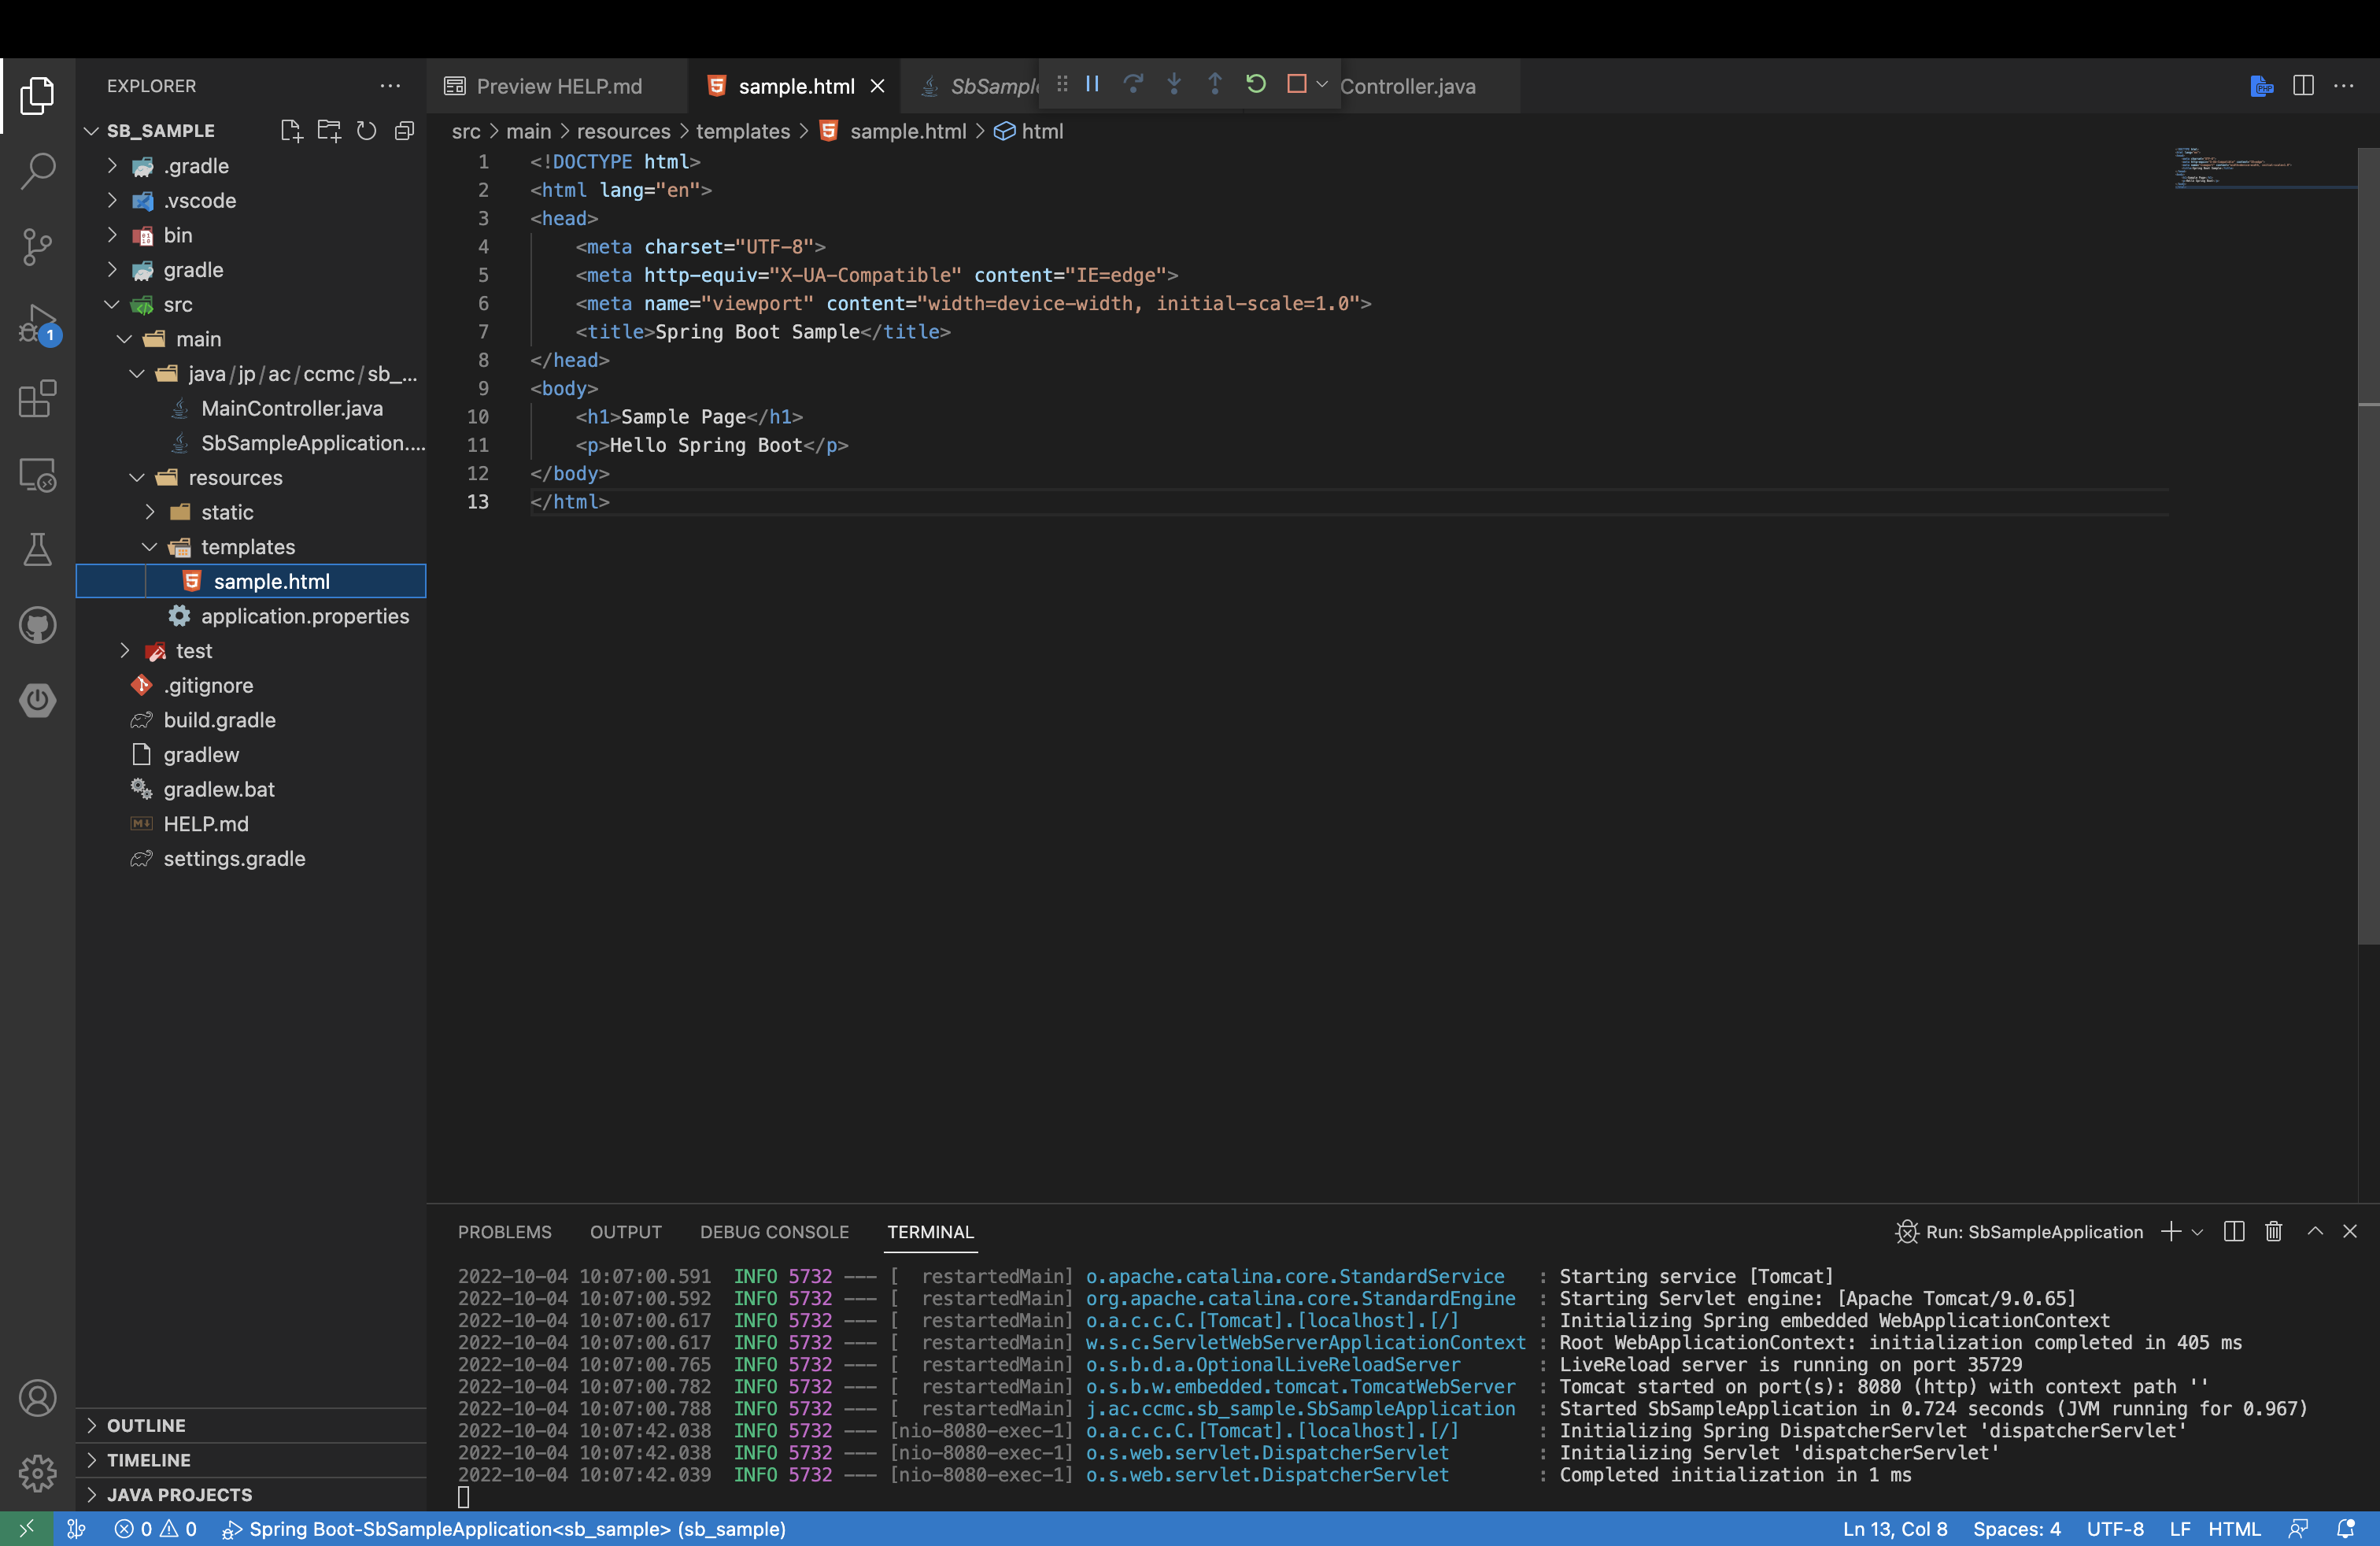 EXPLORER
SB_SAMPLE
.gradle
.vscode
bin
gradle
src
main
java/jp/ac/ccmc/sb_...
MainController.java
SbSampleApplication....
resources
static
templates
sample.html
application.properties
test
.gitignore
build.gradle
gradlew
gradlew.bat
HELP.md
settings.gradle
OUTLINE
TIMELINE
JAVA PROJECTS
1
Preview HELP.md
sample.html
SbSampl
Controller.java
src > main > resources > templates > sample.html > html
1 <!DOCTYPE html>
2 <html lang="en">
3 <head>
4 <meta charset="UTF-8">
5 <meta http-equiv="X-UA-Compatible" content="IE=edge">
6 <meta name="viewport" content="width=device-width, initial-scale=1.0">
7 <title>Spring Boot Sample</title>
8 </head>
9 <body>
10 <h1>Sample Page</h1>
11 <p>Hello Spring Boot</p>
12 </body>
13 </html>
PROBLEMS OUTPUT DEBUG CONSOLE TERMINAL
Run: SbSampleApplication
2022-10-04 10:07:00.591 INFO 5732 --- [ restartedMain] o.apache.catalina.core.StandardService : Starting service [Tomcat]
2022-10-04 10:07:00.592 INFO 5732 --- [ restartedMain] org.apache.catalina.core.StandardEngine : Starting Servlet engine: [Apache Tomcat/9.0.65]
2022-10-04 10:07:00.617 INFO 5732 --- [ restartedMain] o.a.c.c.C.[Tomcat].[localhost].[/] : Initializing Spring embedded WebApplicationContext
2022-10-04 10:07:00.617 INFO 5732 --- [ restartedMain] w.s.c.ServletWebServerApplicationContext : Root WebApplicationContext: initialization completed in 405 ms
2022-10-04 10:07:00.765 INFO 5732 --- [ restartedMain] o.s.b.d.a.OptionalLiveReloadServer : LiveReload server is running on port 35729
2022-10-04 10:07:00.782 INFO 5732 --- [ restartedMain] o.s.b.w.embedded.tomcat.TomcatWebServer : Tomcat started on port(s): 8080 (http) with context path ''
2022-10-04 10:07:00.788 INFO 5732 --- [ restartedMain] j.ac.ccmc.sb_sample.SbSampleApplication : Started SbSampleApplication in 0.724 seconds (JVM running for 0.967)
2022-10-04 10:07:42.038 INFO 5732 --- [nio-8080-exec-1] o.a.c.c.C.[Tomcat].[localhost].[/] : Initializing Spring DispatcherServlet 'dispatcherServlet'
2022-10-04 10:07:42.038 INFO 5732 --- [nio-8080-exec-1] o.s.web.servlet.DispatcherServlet : Initializing Servlet 'dispatcherServlet'
2022-10-04 10:07:42.039 INFO 5732 --- [nio-8080-exec-1] o.s.web.servlet.DispatcherServlet : Completed initialization in 1 ms
0 0 Spring Boot-SbSampleApplication<sb_sample> (sb_sample)
Ln 13, Col 8 Spaces: 4 UTF-8 LF HTML